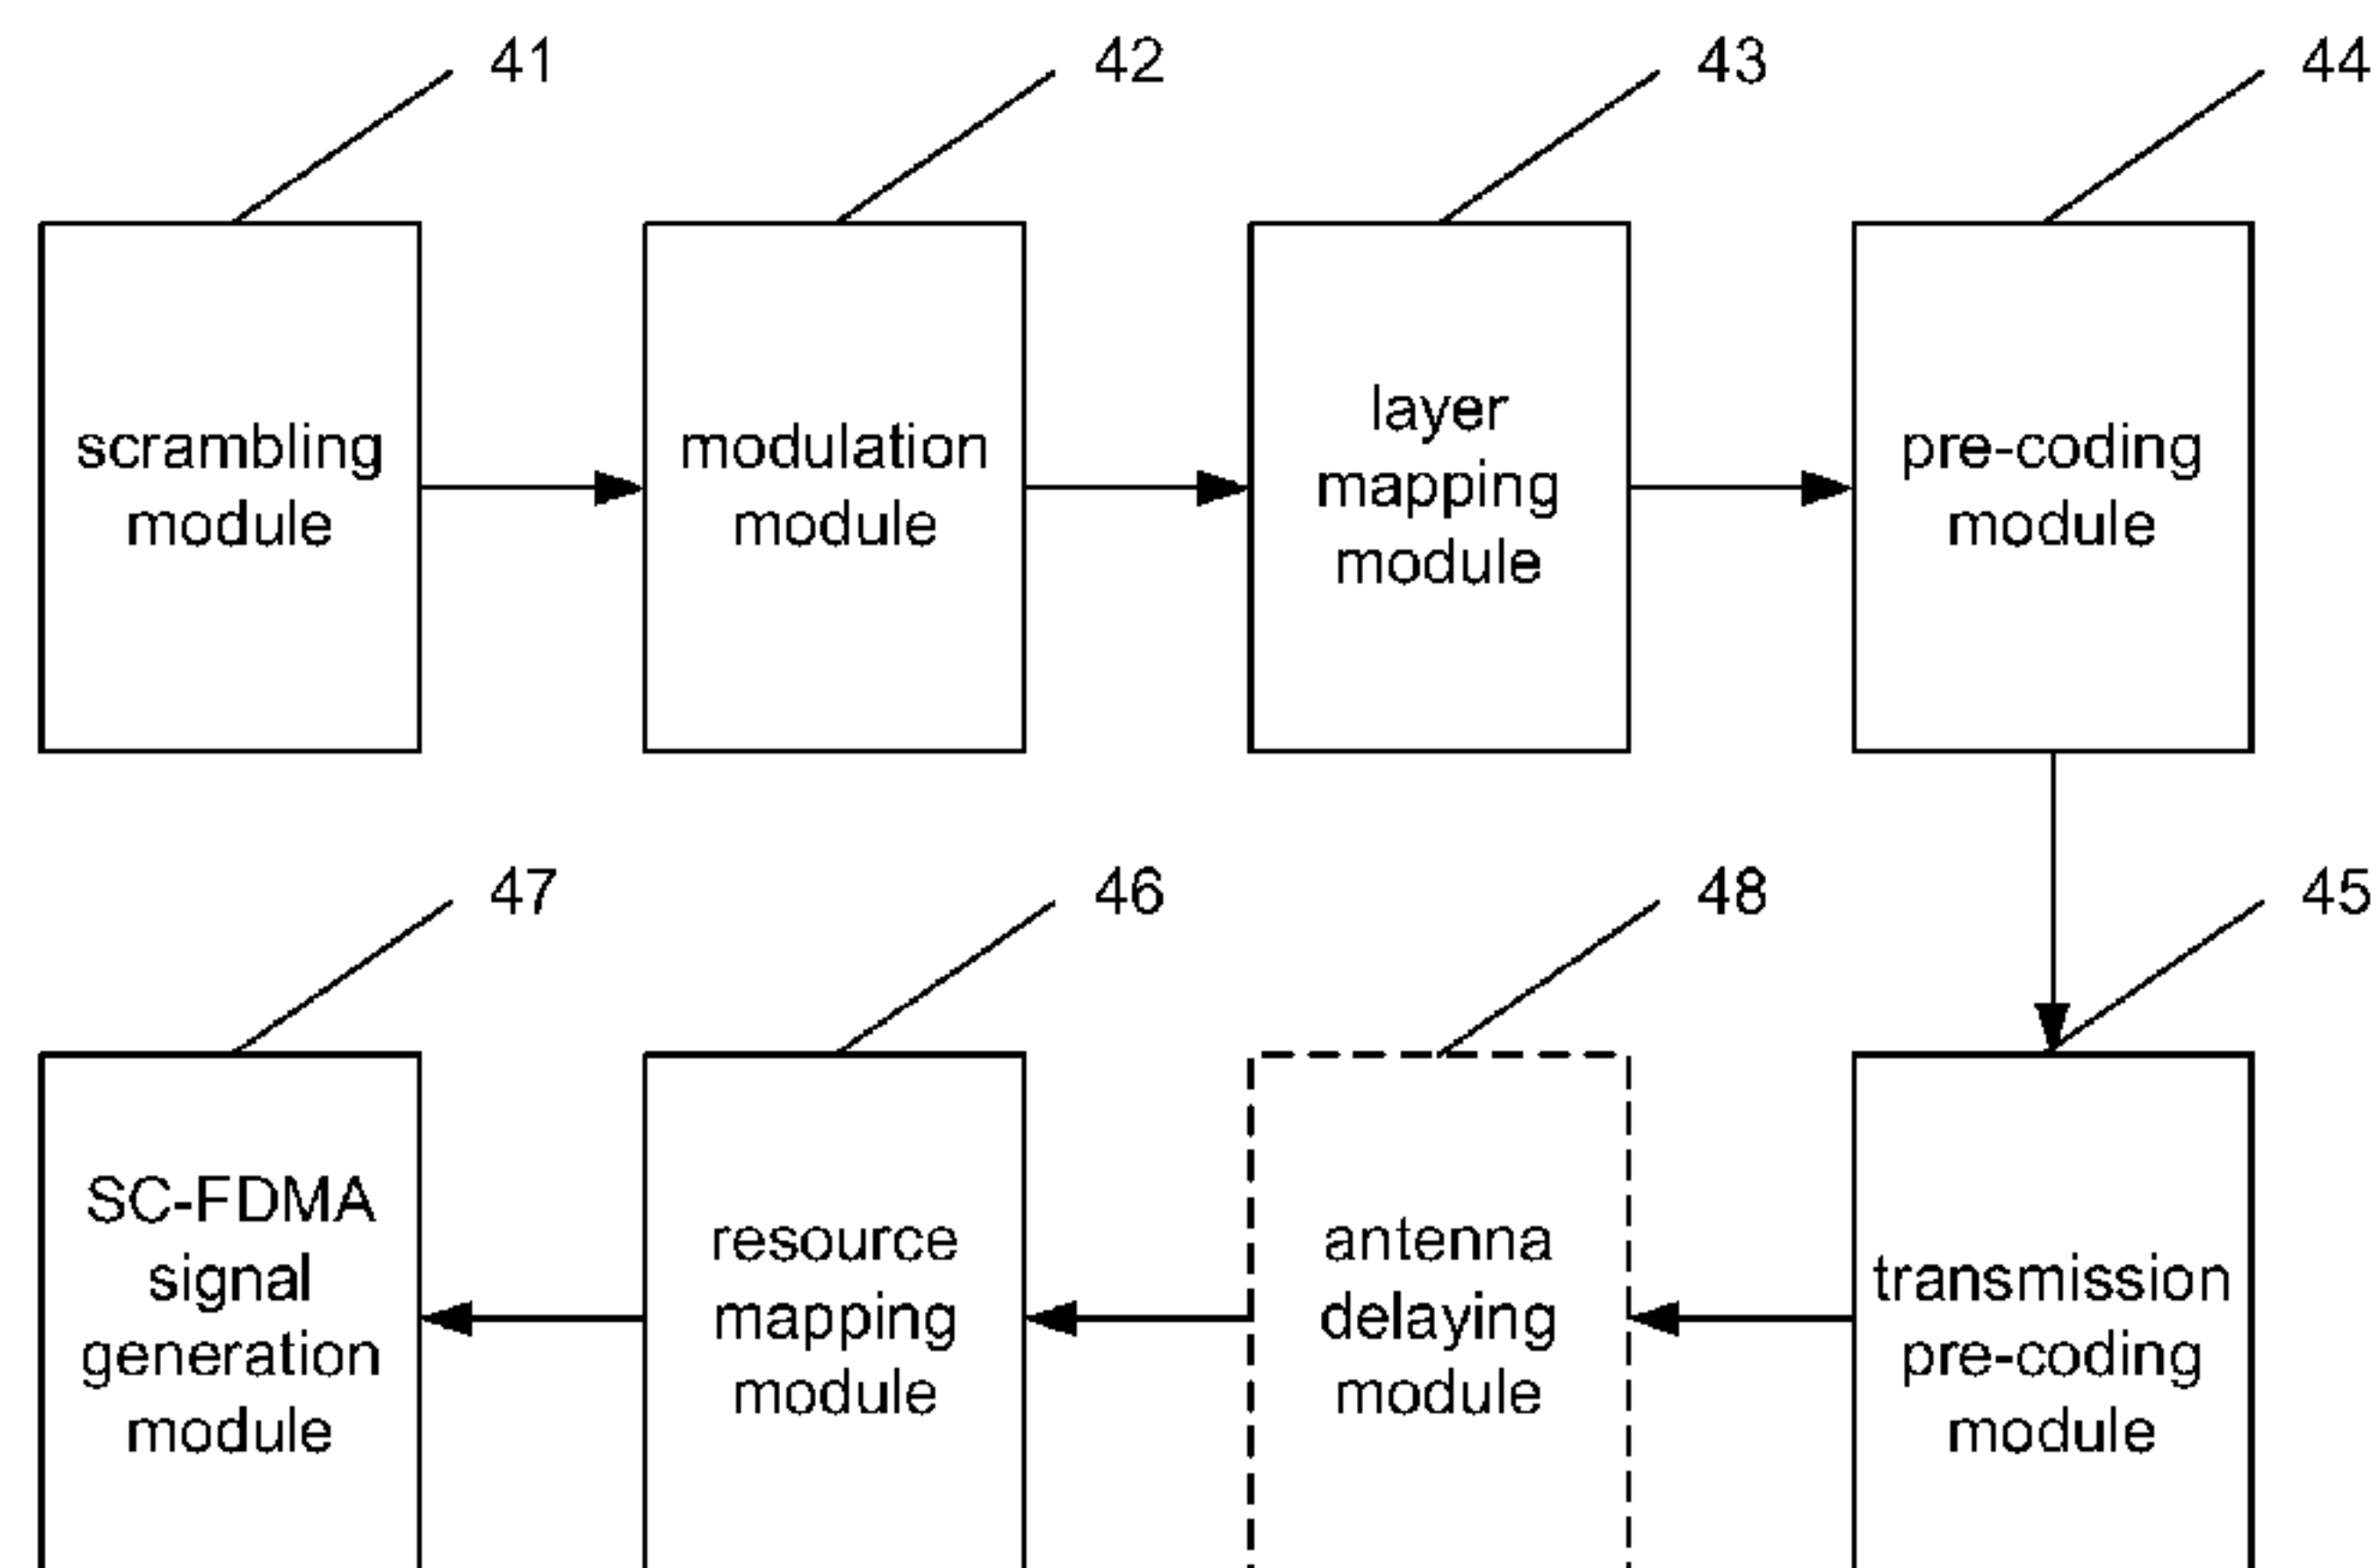 41
42
43
44
scrambling
module
modulation
module
layer
mapping
module
pre-coding
module
47
46
48
45
SC-FDMA
signal
generation
module
resource
mapping
module
antenna
delaying
module
transmission
pre-coding
module